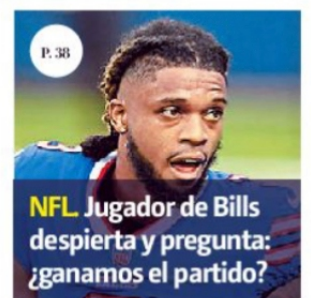 P. 38
NFL. Jugador de Bills
despierta y pregunta:
¿ganamos el partido?